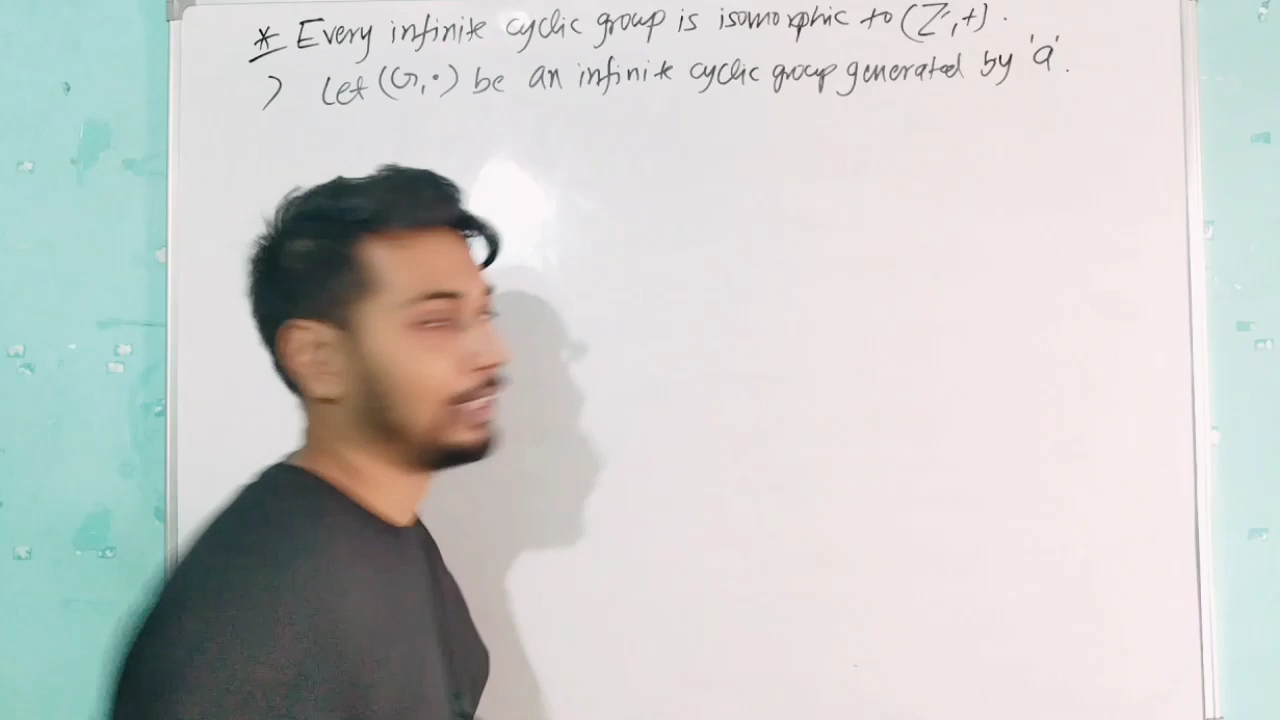 * Every infinite cyclic group is isomorphic to (Z, +).
> Let (G, •) be an infinite cyclic group generated by 'a'.